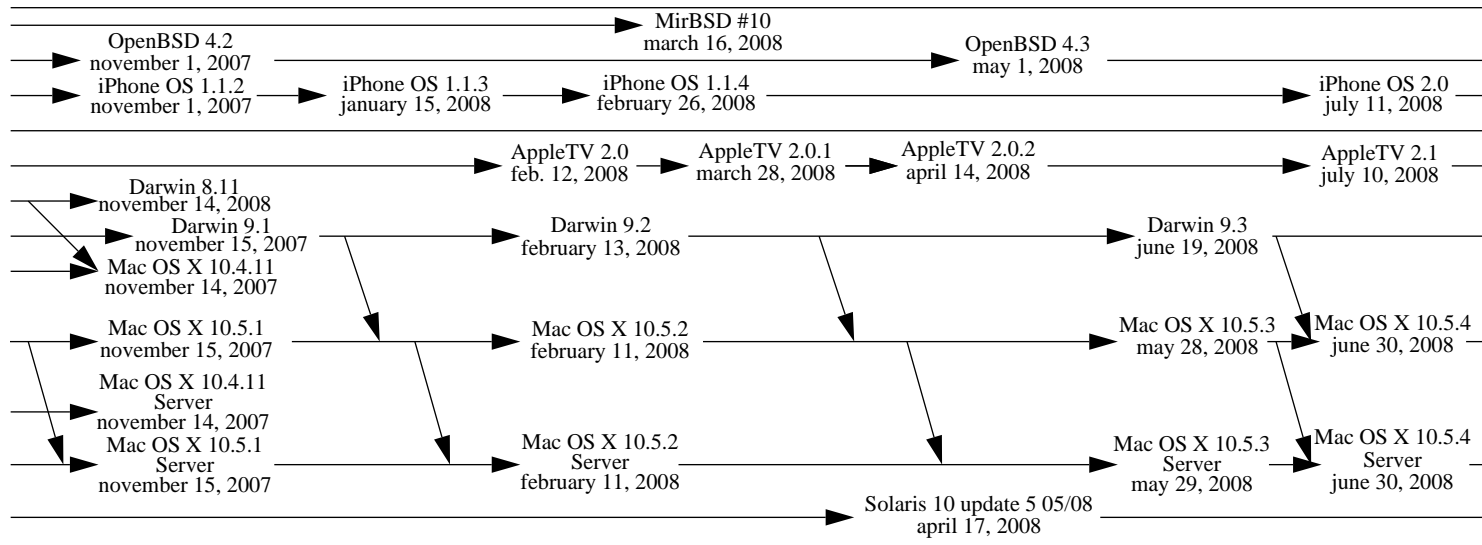 MirBSD #10
march 16, 2008
OpenBSD 4.2
november 1, 2007
OpenBSD 4.3
may 1, 2008
iPhone OS 1.1.2
november 1, 2007
iPhone OS 1.1.3
january 15, 2008
iPhone OS 1.1.4
february 26, 2008
iPhone OS 2.0
july 11, 2008
AppleTV 2.0
feb. 12, 2008
AppleTV 2.0.1
march 28, 2008
AppleTV 2.0.2
april 14, 2008
AppleTV 2.1
july 10, 2008
Darwin 8.11
november 14, 2008
Darwin 9.1
november 15, 2007
Darwin 9.2
february 13, 2008
Darwin 9.3
june 19, 2008
Mac OS X 10.4.11
november 14, 2007
Mac OS X 10.5.1
november 15, 2007
Mac OS X 10.5.2
february 11, 2008
Mac OS X 10.5.3
may 28, 2008
Mac OS X 10.5.4
june 30, 2008
Mac OS X 10.4.11
Server
november 14, 2007
Mac OS X 10.5.1
Server
november 15, 2007
Mac OS X 10.5.2
Server
february 11, 2008
Mac OS X 10.5.3
Server
may 29, 2008
Mac OS X 10.5.4
Server
june 30, 2008
Solaris 10 update 5 05/08
april 17, 2008